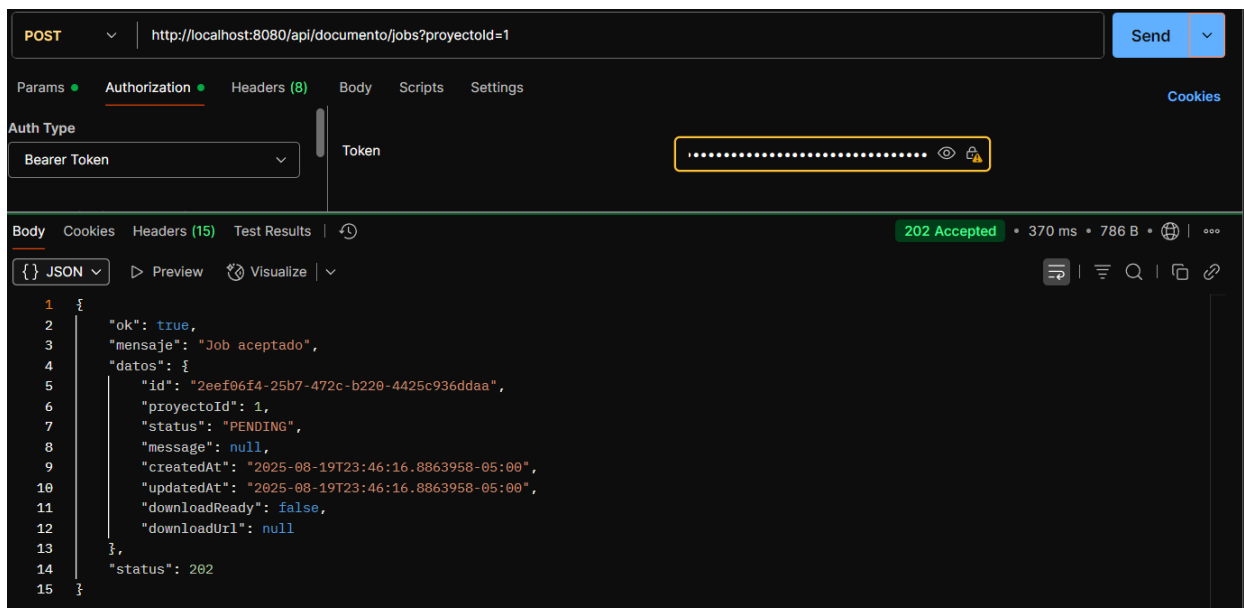 POST http://localhost:8080/api/documento/jobs?proyectoId=1 Send
Params Authorization Headers (8) Body Scripts Settings
Cookies
Auth Type
Bearer Token
Token
Body Cookies Headers (15) Test Results 202 Accepted • 370 ms • 786 B •
{} JSON Preview Visualize
1 {
2 "ok": true,
3 "mensaje": "Job aceptado",
4 "datos": {
5 "id": "2eef06f4-25b7-472c-b220-4425c936ddaa",
6 "proyectoId": 1,
7 "status": "PENDING",
8 "message": null,
9 "createdAt": "2025-08-19T23:46:16.8863958-05:00",
10 "updatedAt": "2025-08-19T23:46:16.8863958-05:00",
11 "downloadReady": false,
12 "downloadUrl": null
13 },
14 "status": 202
15 }